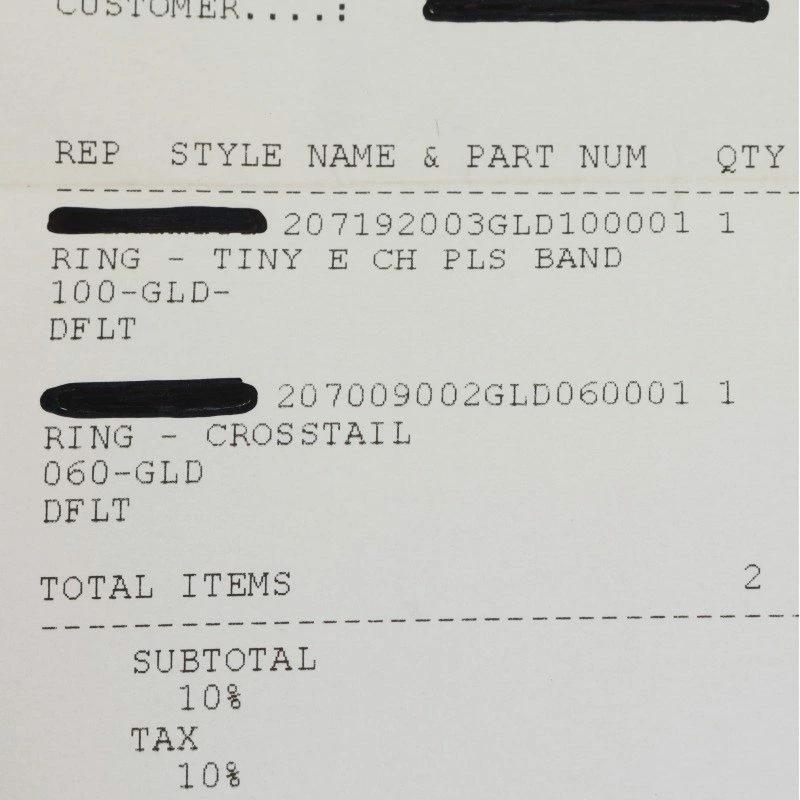 CUSTOMER....:
REP STYLE NAME & PART NUM QTY
207192003GLD100001 1
RING - TINY E CH PLS BAND
100-GLD-
DFLT
207009002GLD060001 1
RING - CROSSTAIL
060-GLD
DFLT
TOTAL ITEMS 2
SUBTOTAL
10%
TAX
10%